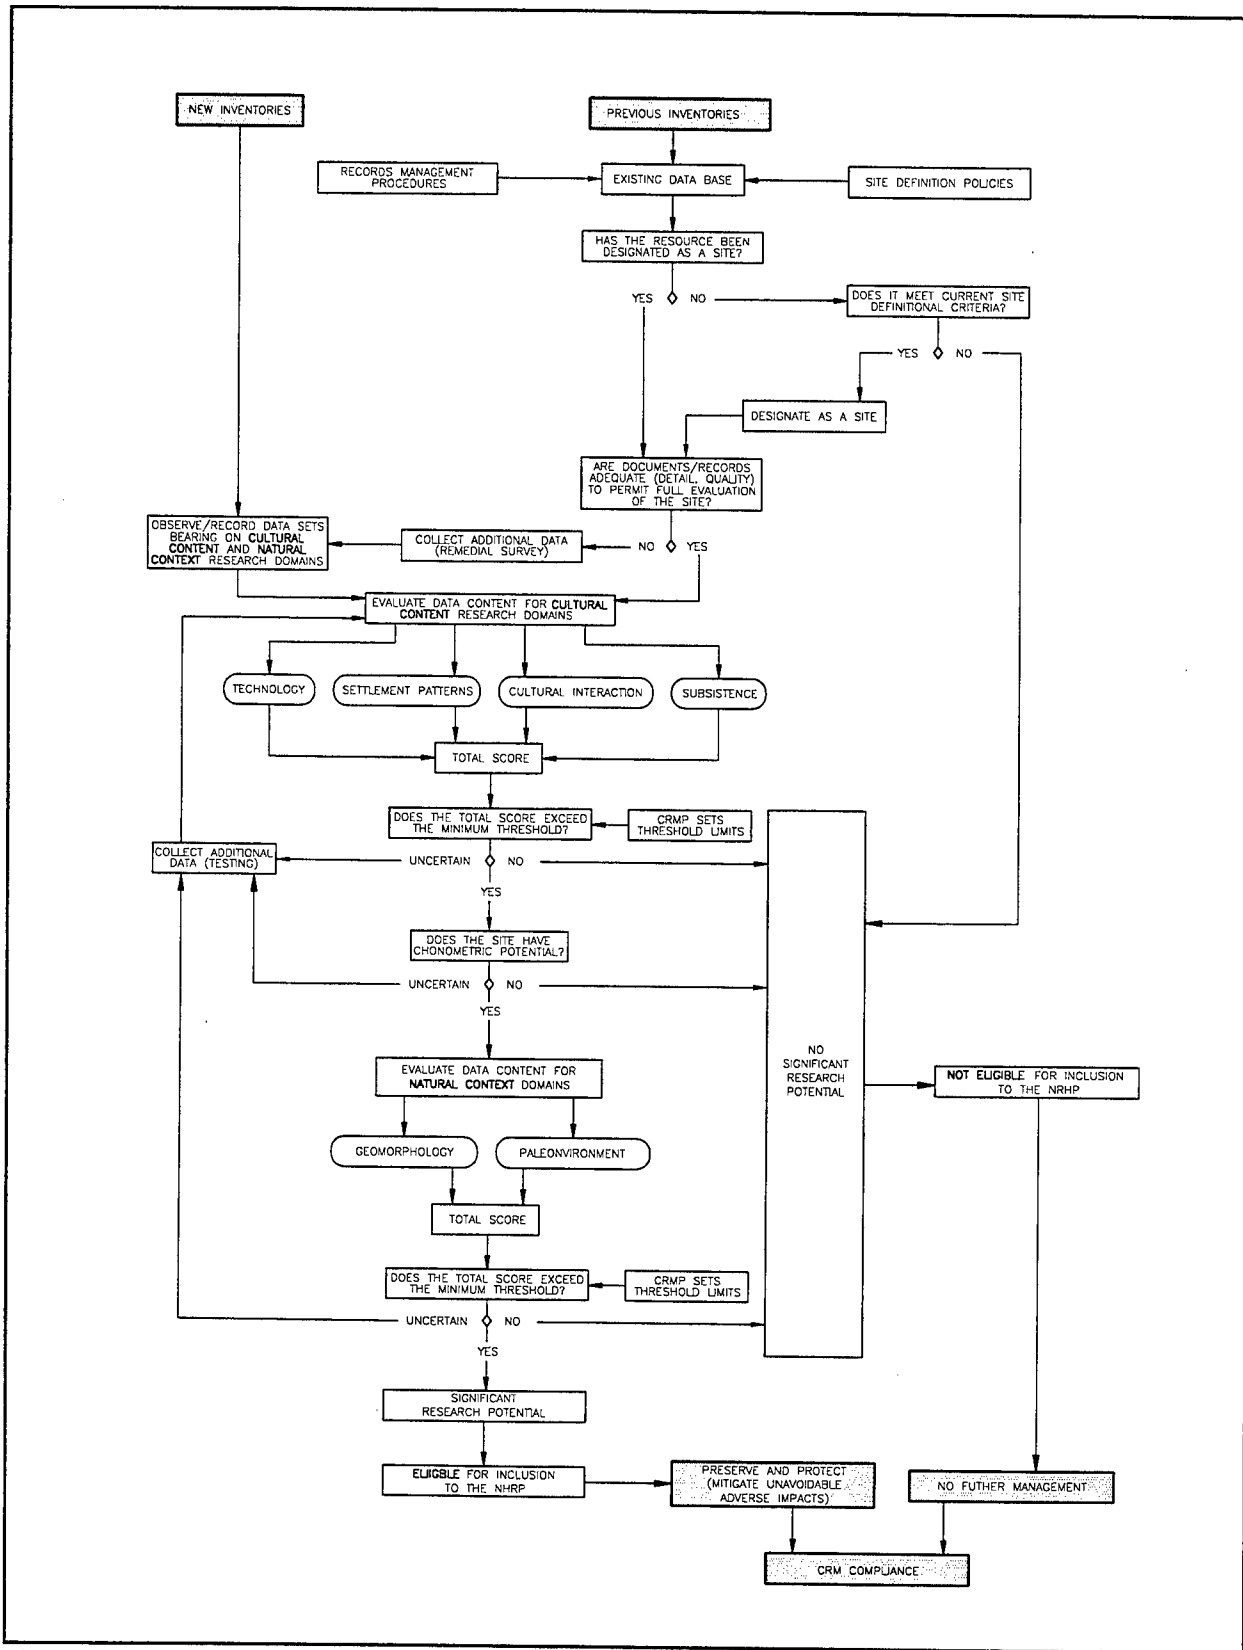 NEW INVENTORIES
PREVIOUS INVENTORIES
RECORDS MANAGEMENT
PROCEDURES
EXISTING DATA BASE
SITE DEFINITION POLICIES
HAS THE RESOURCE BEEN
DESIGNATED AS A SITE?
YES
NO
DOES IT MEET CURRENT SITE
DEFINITIONAL CRITERIA?
YES
NO
DESIGNATE AS A SITE
ARE DOCUMENTS/RECORDS
ADEQUATE (DETAIL, QUALITY)
TO PERMIT FULL EVALUATION
OF THE SITE?
OBSERVE/RECORD DATA SETS
BEARING ON CULTURAL
CONTENT AND NATURAL
CONTEXT RESEARCH DOMAINS
COLLECT ADDITIONAL DATA
(REMEDIAL SURVEY)
NO
YES
EVALUATE DATA CONTENT FOR CULTURAL
CONTENT RESEARCH DOMAINS
TECHNOLOGY
SETTLEMENT PATTERNS
CULTURAL INTERACTION
SUBSISTENCE
TOTAL SCORE
DOES THE TOTAL SCORE EXCEED
THE MINIMUM THRESHOLD?
CRMP SETS
THRESHOLD LIMITS
COLLECT ADDITIONAL
DATA (TESTING)
UNCERTAIN
NO
YES
DOES THE SITE HAVE
CHONOMETRIC POTENTIAL?
UNCERTAIN
NO
YES
EVALUATE DATA CONTENT FOR
NATURAL CONTEXT DOMAINS
NO
SIGNIFICANT
RESEARCH
POTENTIAL
NOT ELIGIBLE FOR INCLUSION
TO THE NRHP
GEOMORPHOLOGY
PALEONVIRONMENT
TOTAL SCORE
DOES THE TOTAL SCORE EXCEED
THE MINIMUM THRESHOLD?
CRMP SETS
THRESHOLD LIMITS
UNCERTAIN
NO
YES
SIGNIFICANT
RESEARCH POTENTIAL
ELIGIBLE FOR INCLUSION
TO THE NHRP
PRESERVE AND PROTECT
(MITIGATE UNAVOIDABLE
ADVERSE IMPACTS)
NO FUTHER MANAGEMENT
CRM COMPLIANCE